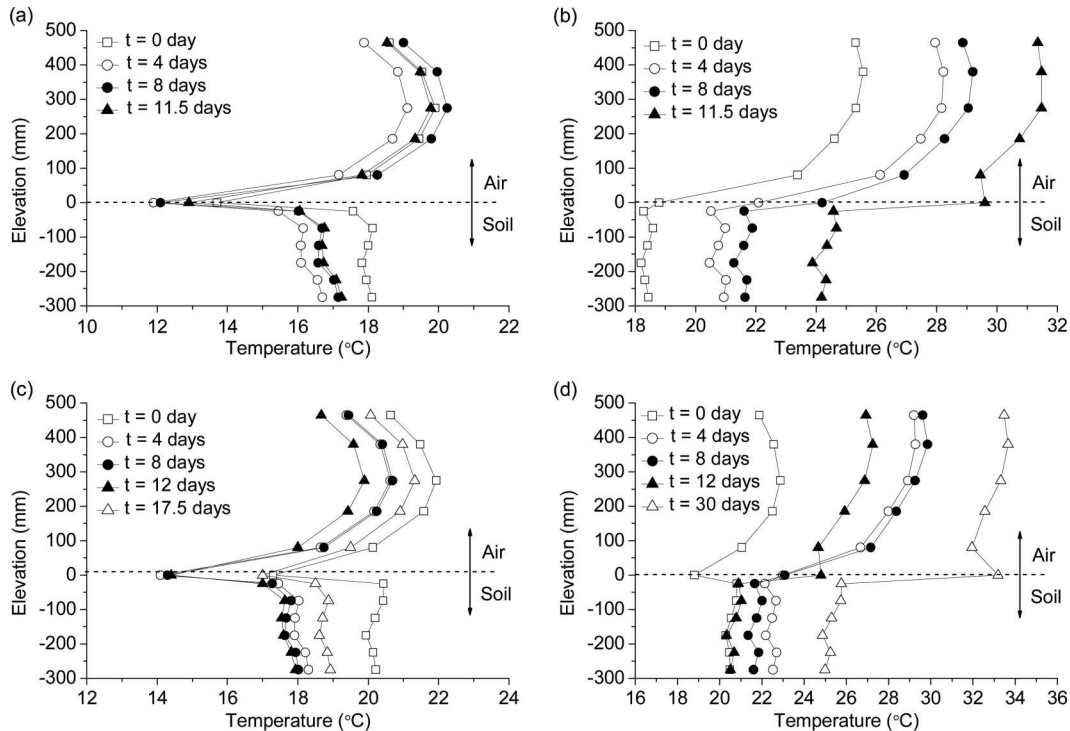 (a)
t = 0 day
t = 4 days
t = 8 days
t = 11.5 days
Air
Soil
500
400
300
200
100
0
-100
-200
-300
Elevation (mm)
10 12 14 16 18 20 22
Temperature (°C)
(b)
t = 0 day
t = 4 days
t = 8 days
t = 11.5 days
Air
Soil
500
400
300
200
100
0
-100
-200
-300
Elevation (mm)
18 20 22 24 26 28 30 32
Temperature (°C)
(c)
t = 0 day
t = 4 days
t = 8 days
t = 12 days
t = 17.5 days
Air
Soil
500
400
300
200
100
0
-100
-200
-300
Elevation (mm)
12 14 16 18 20 22 24
Temperature (°C)
(d)
t = 0 day
t = 4 days
t = 8 days
t = 12 days
t = 30 days
Air
Soil
500
400
300
200
100
0
-100
-200
-300
Elevation (mm)
16 18 20 22 24 26 28 30 32 34 36
Temperature (°C)